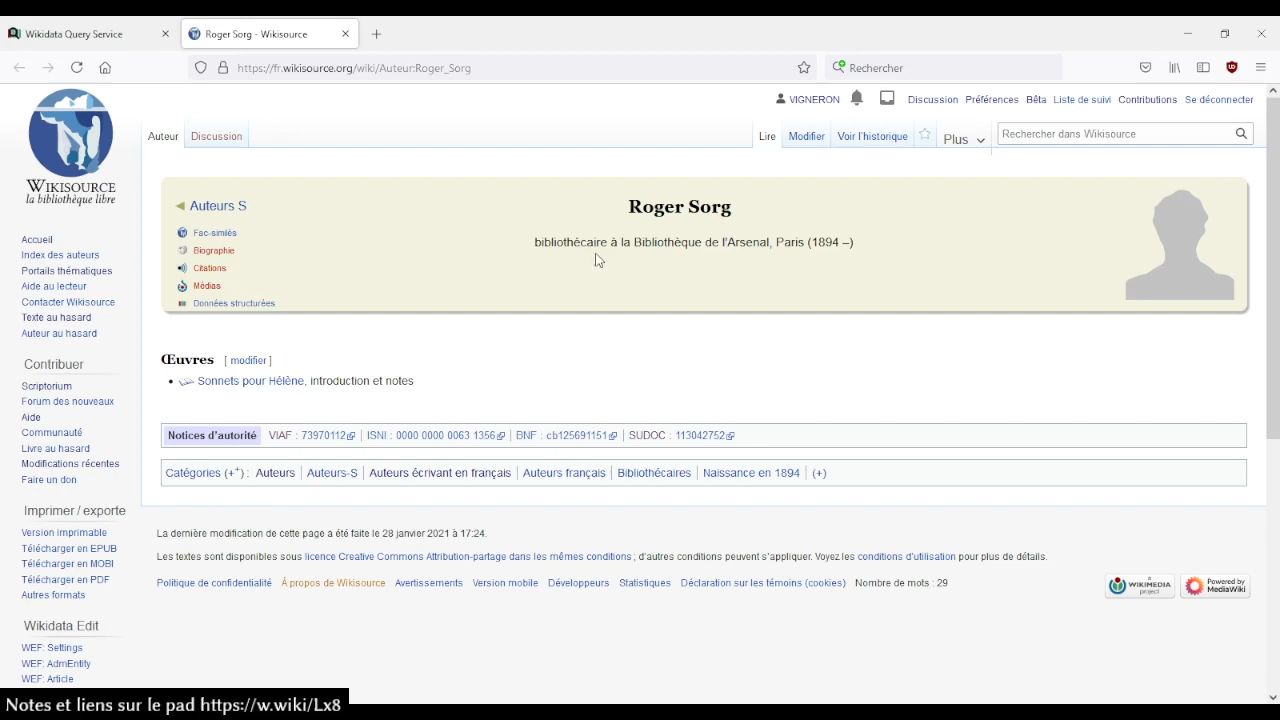 Wikidata Query Service
Roger Sorg - Wikisource
https://fr.wikisource.org/wiki/Auteur:Roger_Sorg
Rechercher
VIGNERON Discussion Préférences Bêta Liste de suivi Contributions Se déconnecter
Auteur Discussion Lire Modifier Voir l'historique Plus Rechercher dans Wikisource
WIKISOURCE
la bibliothèque libre
Accueil
Index des auteurs
Portails thématiques
Aide au lecteur
Contacter Wikisource
Texte au hasard
Auteur au hasard
Contribuer
Scriptorium
Forum des nouveaux
Aide
Communauté
Livre au hasard
Modifications récentes
Faire un don
Imprimer / exporte
Version imprimable
Télécharger en EPUB
Télécharger en MOBI
Télécharger en PDF
Autres formats
Wikidata Edit
WEF: Settings
WEF: AdmEntity
WEF: Article
Auteurs S
Fac-similés
Biographie
Citations
Médias
Données structurées
Roger Sorg
bibliothécaire à la Bibliothèque de l'Arsenal, Paris (1894 –)
Œuvres [ modifier ]
• Sonnets pour Hélène, introduction et notes
Notices d'autorité VIAF : 73970112 | ISNI : 0000 0000 0063 1356 | BNF : cb125691151 | SUDOC : 113042752
Catégories (++) : Auteurs | Auteurs-S | Auteurs écrivant en français | Auteurs français | Bibliothécaires | Naissance en 1894 | (+)
La dernière modification de cette page a été faite le 28 janvier 2021 à 17:24.
Les textes sont disponibles sous licence Creative Commons Attribution-partage dans les mêmes conditions ; d'autres conditions peuvent s'appliquer. Voyez les conditions d'utilisation pour plus de détails.
Politique de confidentialité À propos de Wikisource Avertissements Version mobile Développeurs Statistiques Déclaration sur les témoins (cookies) Nombre de mots : 29
A WIKIMEDIA project
Powered by MediaWiki
Notes et liens sur le pad https://w.wiki/Lx8